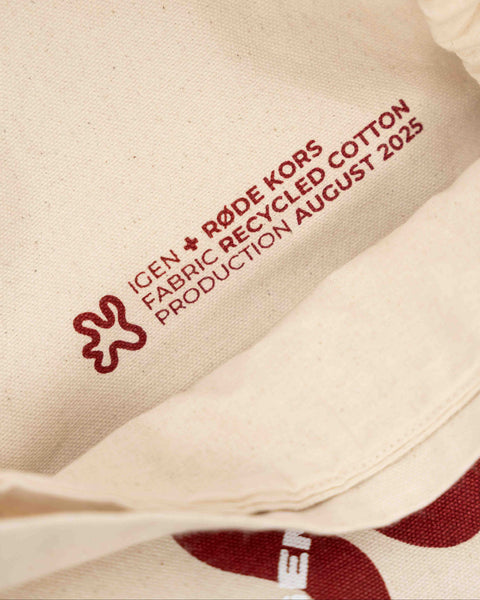 IGEN + RØDE KORS
FABRIC RECYCLED COTTON
PRODUCTION AUGUST 2025